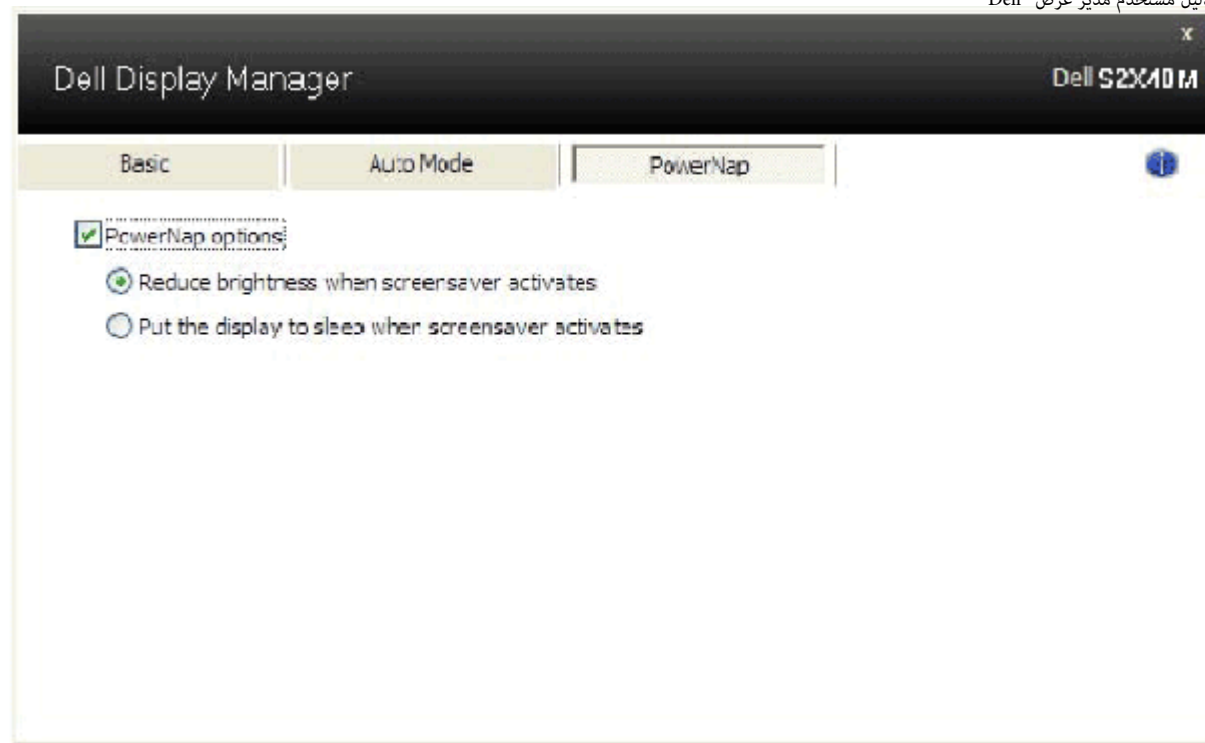 دليل مستخدم مدير عرض Dell
x
Dell Display Manager
Dell S2X40M
Basic
Auto Mode
PowerNap
PowerNap options
Reduce brightness when screensaver activates
Put the display to sleep when screensaver activates